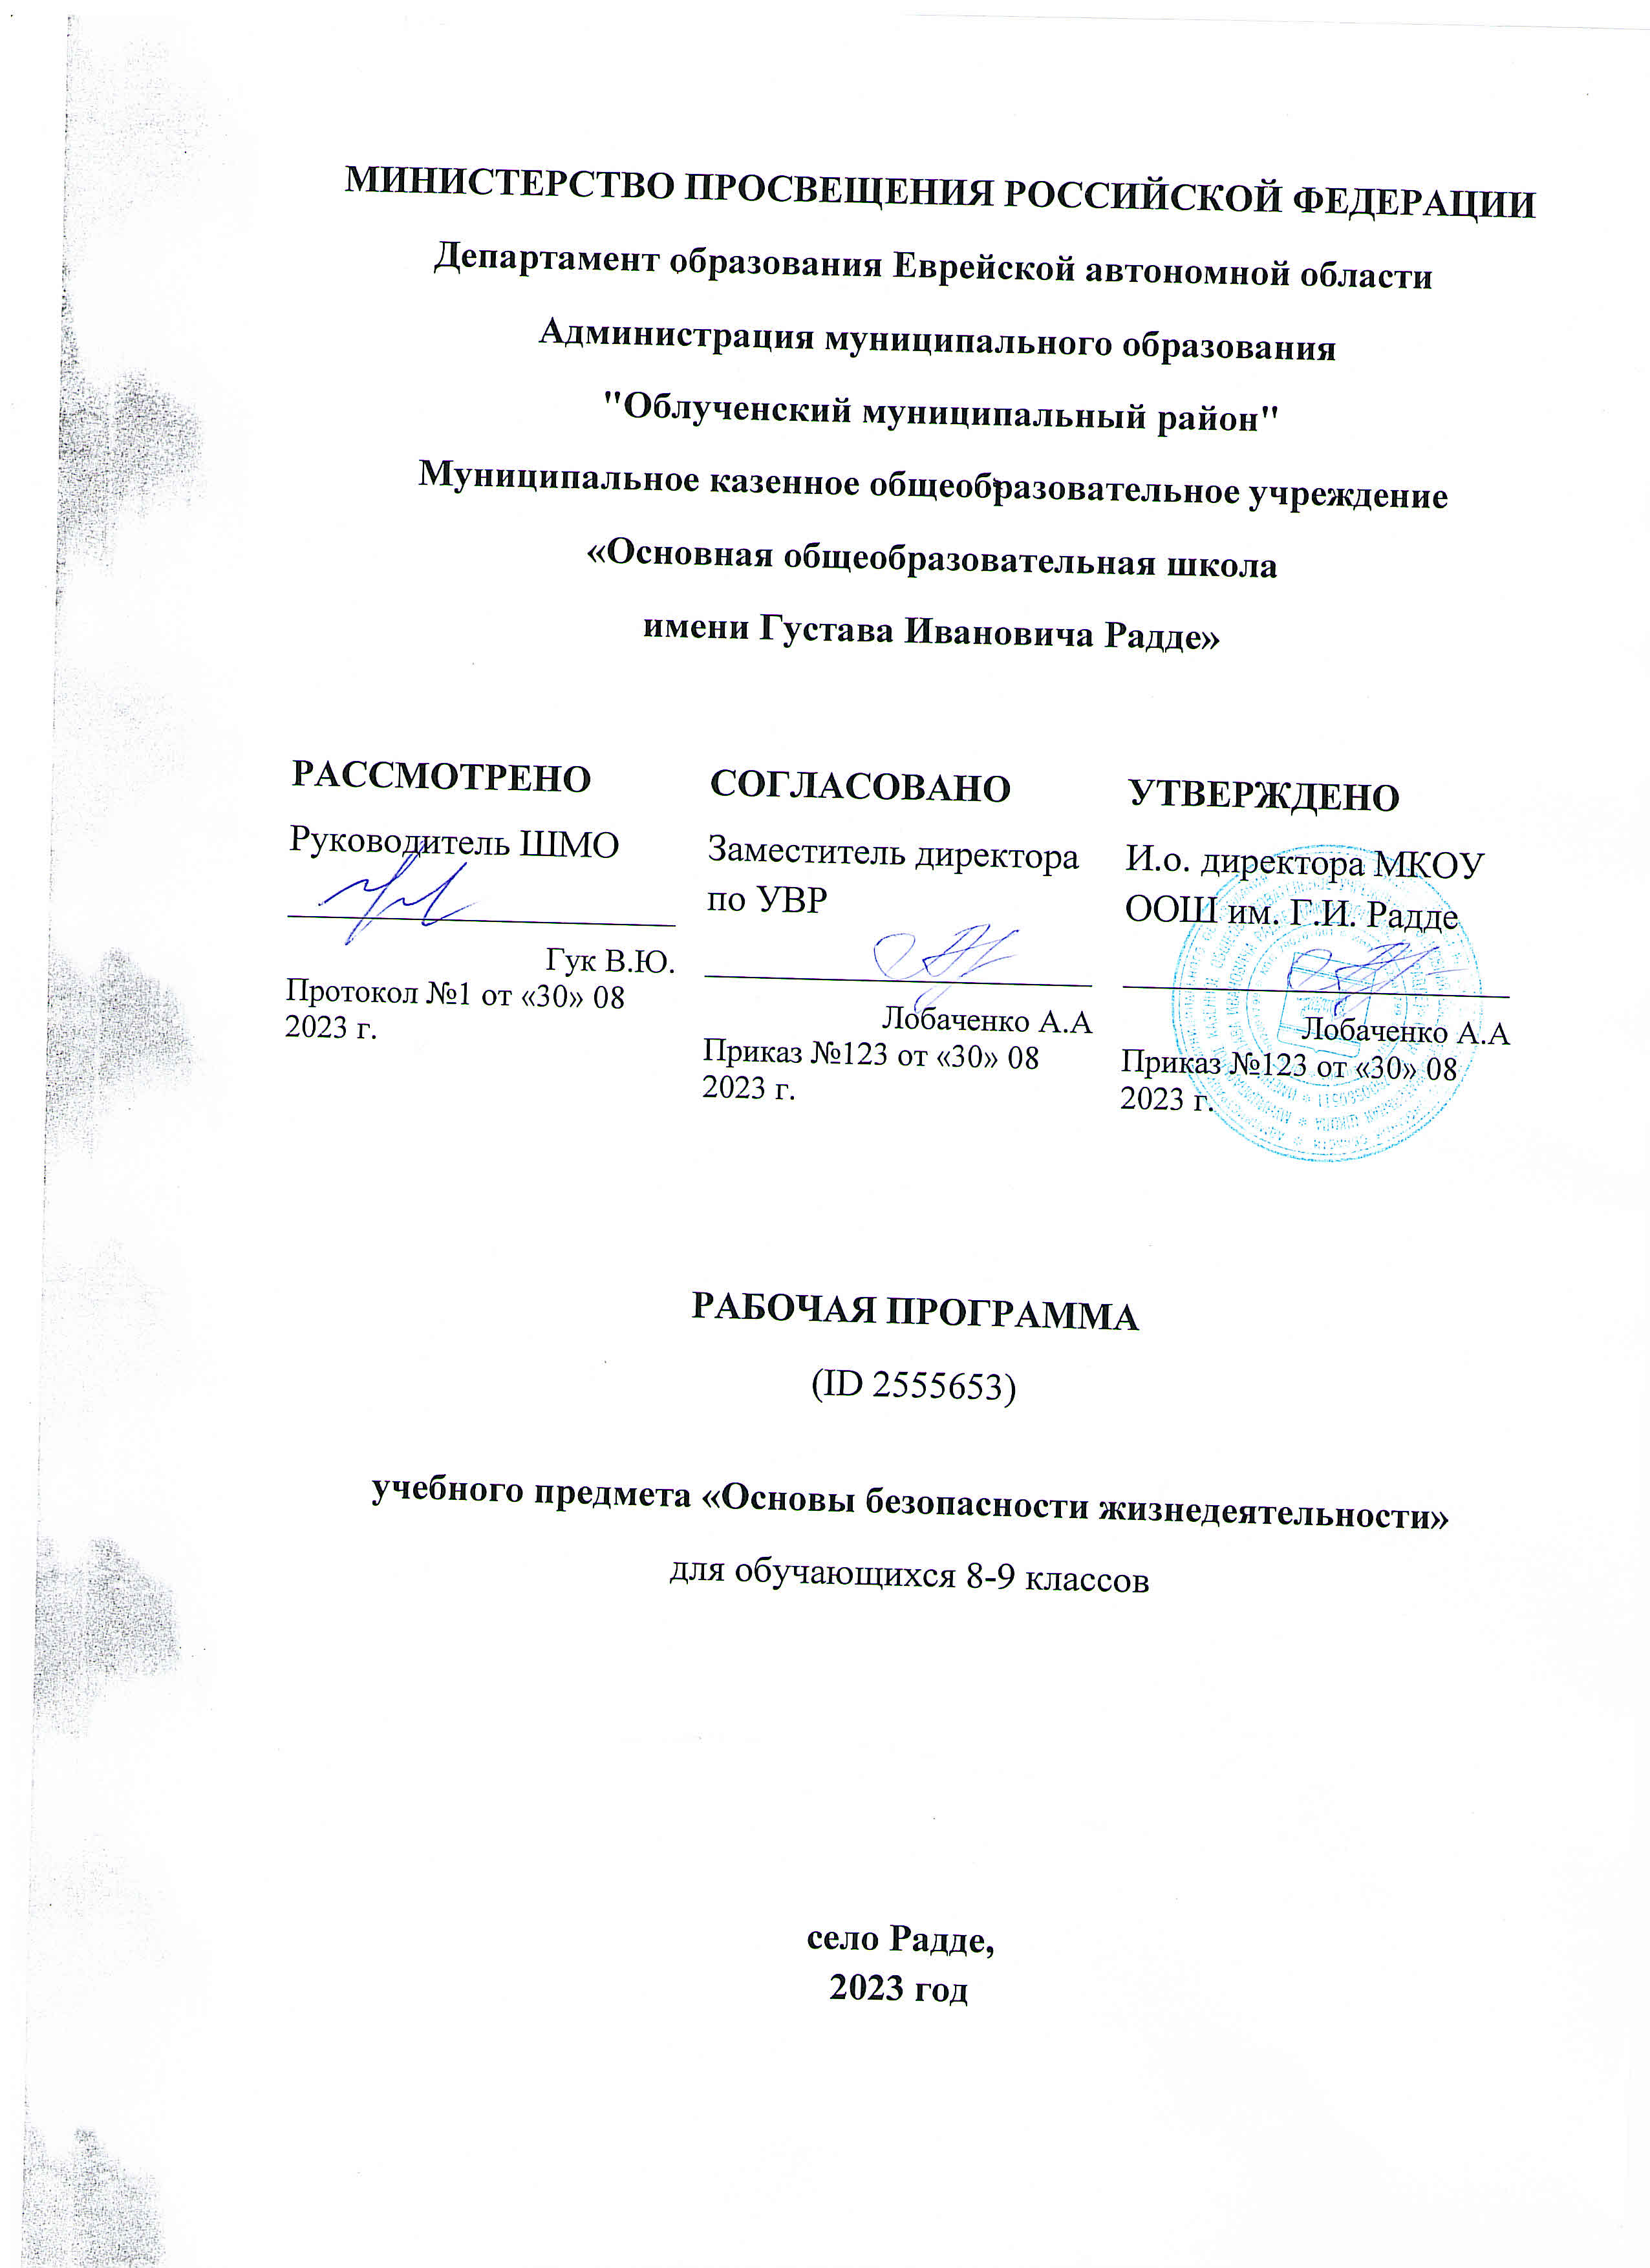 МИНИСТЕРСТВО ПРОСВЕЩЕНИЯ РОССИЙСКОЙ ФЕДЕРАЦИИ
Департамент образования Еврейской автономной области
Администрация муниципального образования
"Облученский муниципальный район"
Муниципальное казенное общеобразовательное учреждение
«Основная общеобразовательная школа
имени Густава Ивановича Радде»
РАССМОТРЕНО
Руководитель ШМО
Гук В.Ю.
Протокол №1 от «30» 08
2023 г.
СОГЛАСОВАНО
Заместитель директора
по УВР
Лобаченко А.А
Приказ №123 от «30» 08
2023 г.
УТВЕРЖДЕНО
И.о. директора МКОУ
ООШ им. Г.И. Радде
Лобаченко А.А
Приказ №123 от «30» 08
2023 г.
РАБОЧАЯ ПРОГРАММА
(ID 2555653)
учебного предмета «Основы безопасности жизнедеятельности»
для обучающихся 8-9 классов
село Радде,
2023 год